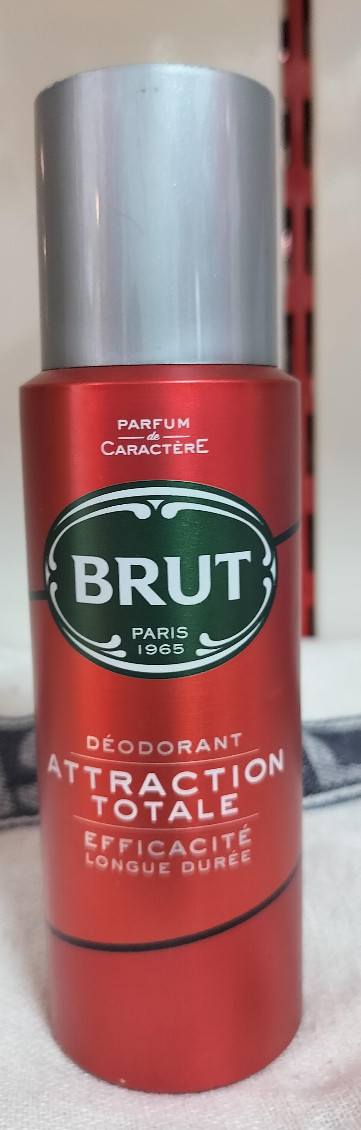 PARFUM
de
CARACTÈRE
BRUT
PARIS
1965
DÉODORANT
ATTRACTION
TOTALE
EFFICACITÉ
LONGUE DURÉE